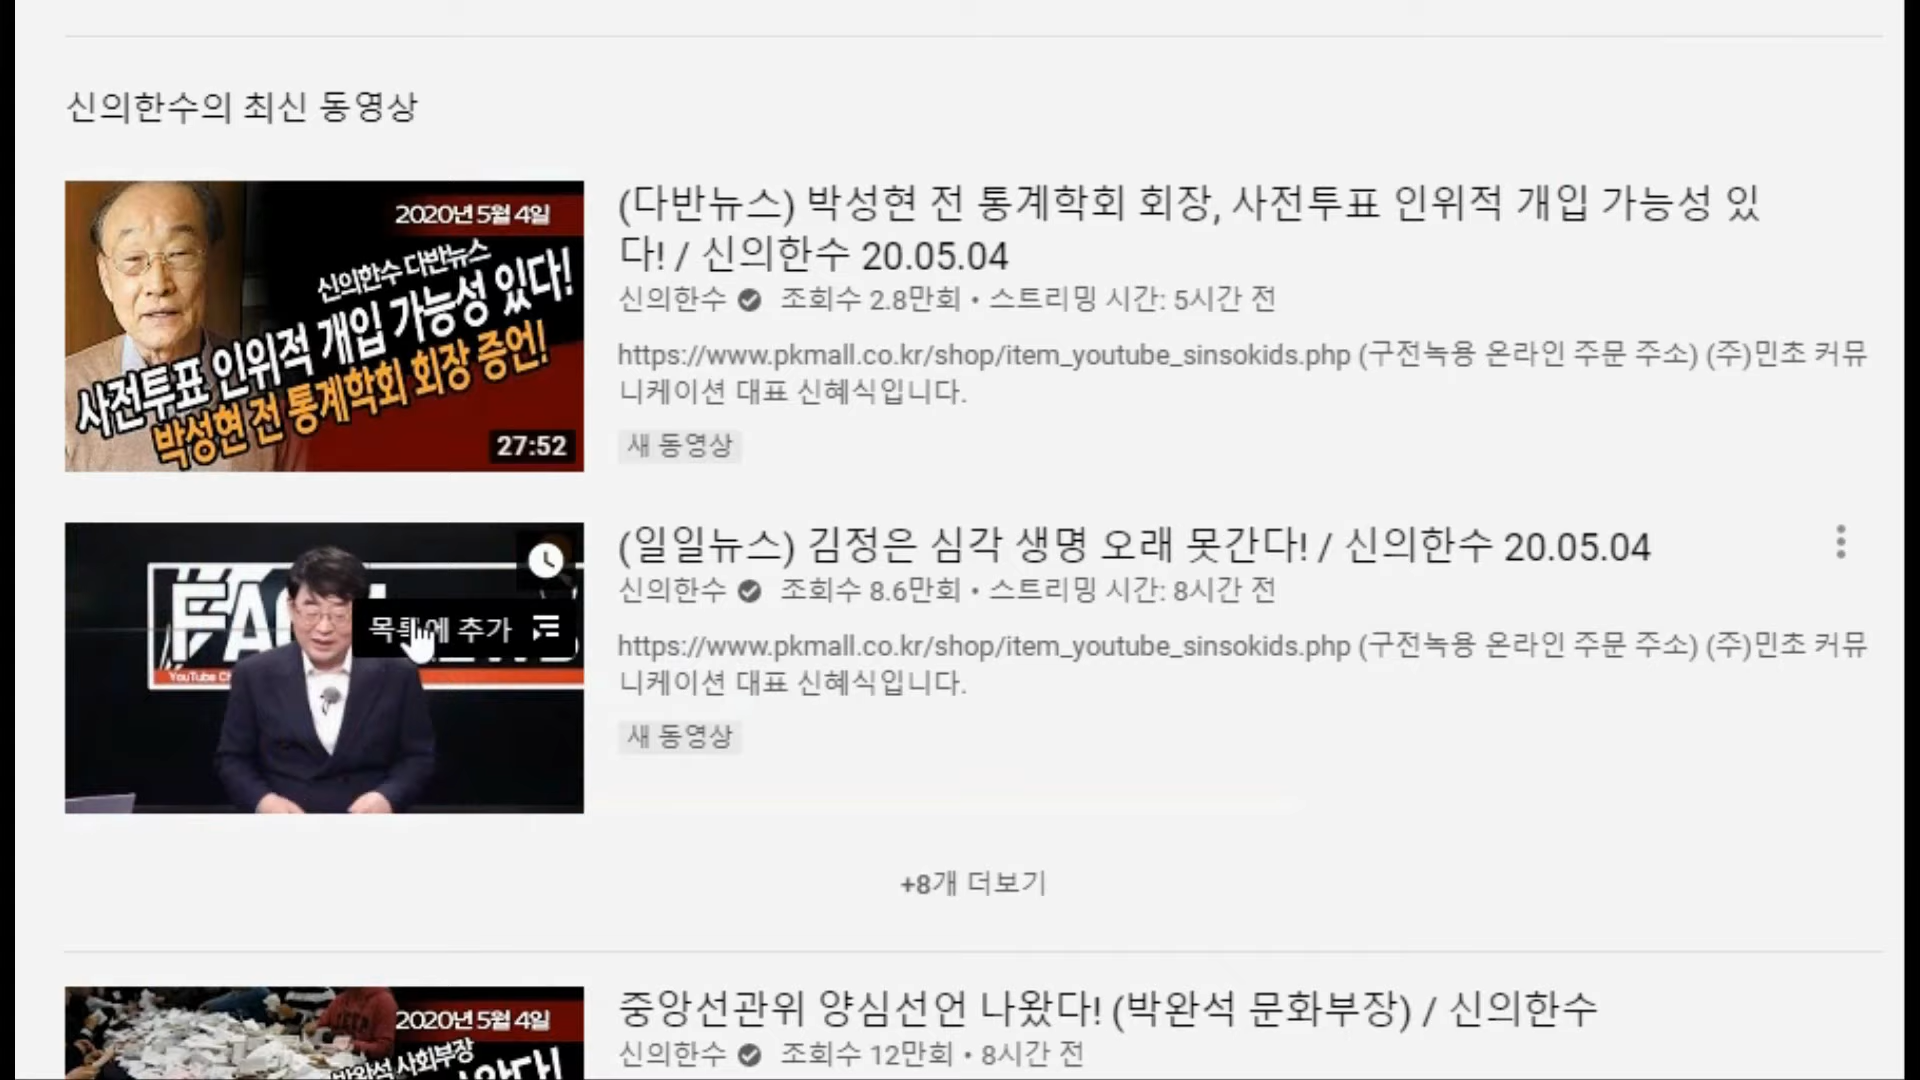 신의한수의 최신 동영상
2020년 5월 4일
신의한수 다반뉴스
사전투표 인위적 개입 가능성 있다!
박성현 전 통계학회 회장 증언!
27:52
(다반뉴스) 박성현 전 통계학회 회장, 사전투표 인위적 개입 가능성 있
다! / 신의한수 20.05.04
신의한수 조회수 2.8만회 • 스트리밍 시간: 5시간 전
https://www.pkmall.co.kr/shop/item_youtube_sinsokids.php (구전녹용 온라인 주문 주소) (주)민초 커뮤
니케이션 대표 신혜식입니다.
새 동영상
YouTube
추가
(일일뉴스) 김정은 심각 생명 오래 못간다! / 신의한수 20.05.04
신의한수 조회수 8.6만회 • 스트리밍 시간: 8시간 전
https://www.pkmall.co.kr/shop/item_youtube_sinsokids.php (구전녹용 온라인 주문 주소) (주)민초 커뮤
니케이션 대표 신혜식입니다.
새 동영상
+8개 더보기
2020년 5월 4일
박완석 사회부장
중앙선관위 양심선언 나왔다! (박완석 문화부장) / 신의한수
신의한수 조회수 12만회 • 8시간 전